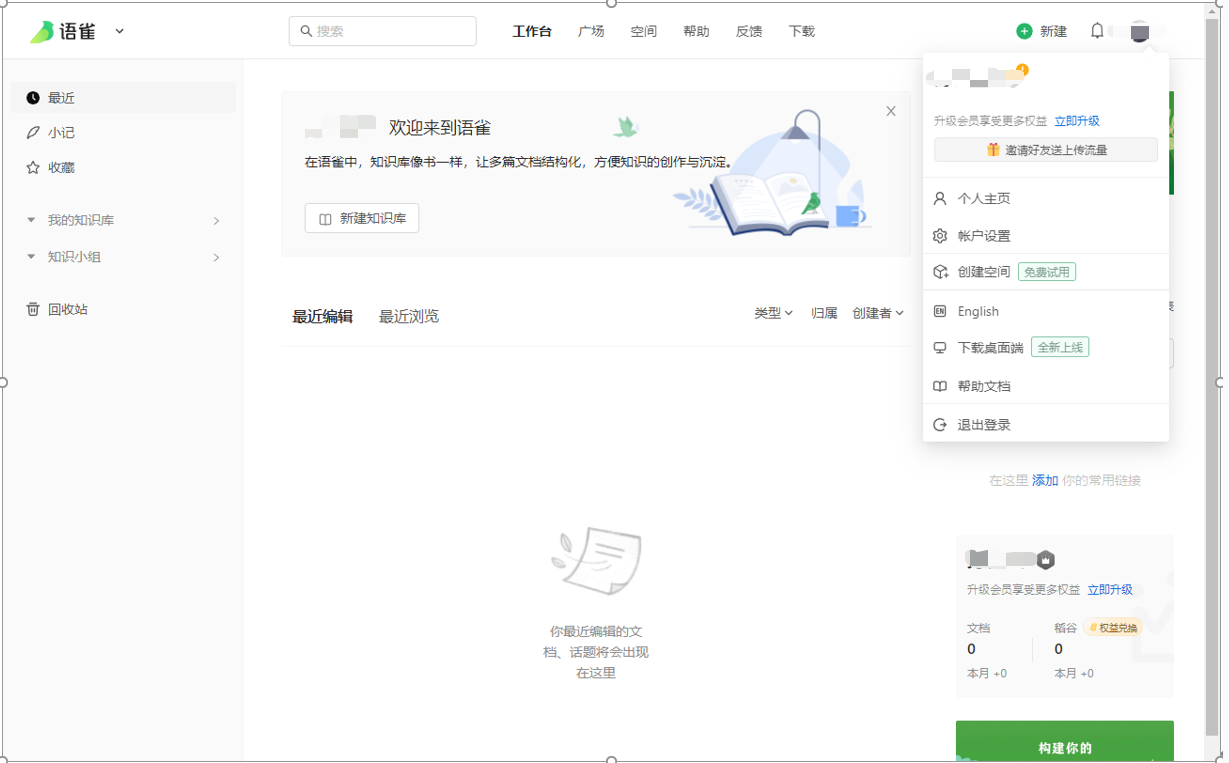 语雀
搜索
工作台
广场
空间
帮助
反馈
下载
新建
最近
小记
收藏
我的知识库
知识小组
回收站
欢迎来到语雀
在语雀中，知识库像书一样，让多篇文档结构化，方便知识的创作与沉淀。
新建知识库
最近编辑
最近浏览
类型
归属
创建者
你最近编辑的文
档、话题将会出现
在这里
升级会员享受更多权益 立即升级
邀请好友送上传流量
个人主页
帐户设置
创建空间 免费试用
EN English
下载桌面端 全新上线
帮助文档
退出登录
在这里 添加 你的常用链接
升级会员享受更多权益 立即升级
文档
稻谷 权益兑换
0
0
本月 +0
本月 +0
构建你的